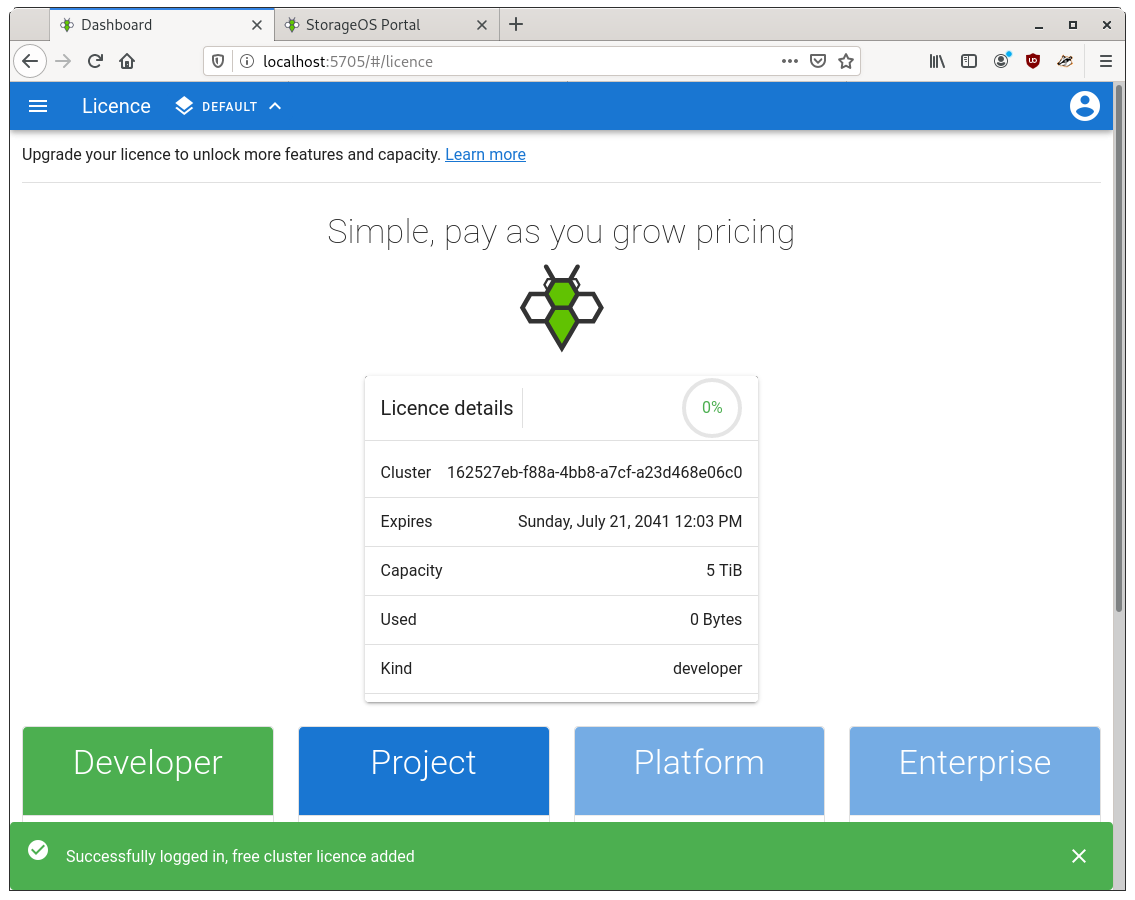 Dashboard
StorageOS Portal
localhost:5705/#/licence
UD
Licence
DEFAULT
Upgrade your licence to unlock more features and capacity. Learn more
Simple, pay as you grow pricing
Licence details
0%
Cluster 162527eb-f88a-4bb8-a7cf-a23d468e06c0
Expires Sunday, July 21, 2041 12:03 PM
Capacity 5 TiB
Used 0 Bytes
Kind developer
Developer
Project
Platform
Enterprise
Successfully logged in, free cluster licence added